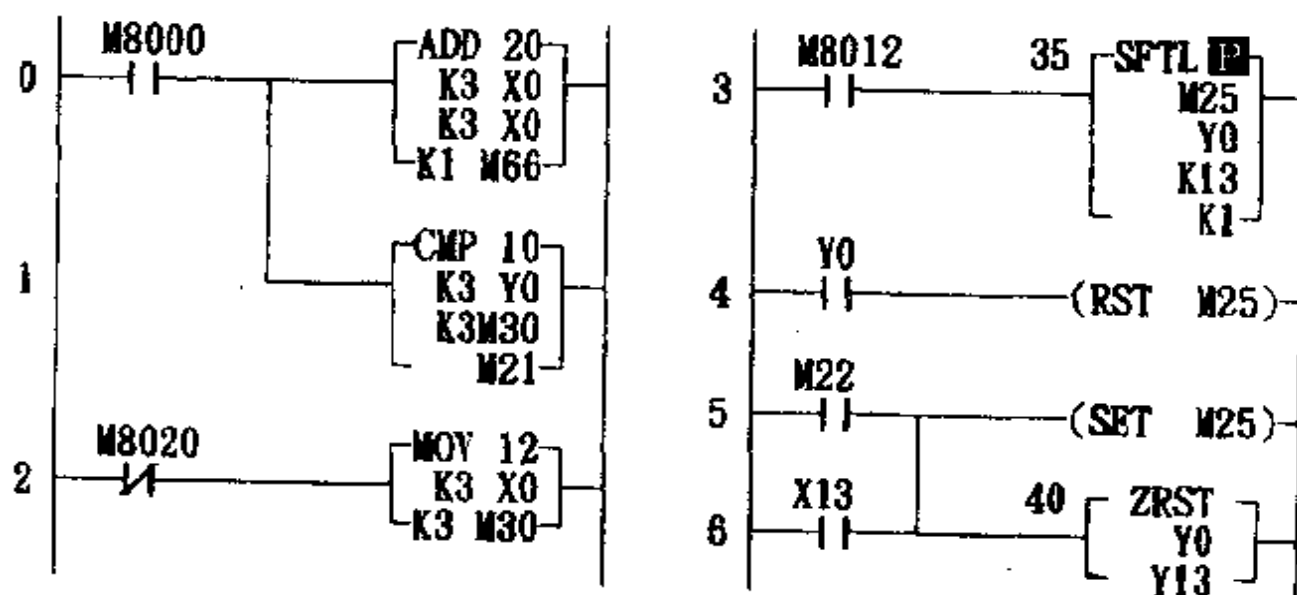 M8000
0
ADD 20
K3 X0
K3 X0
K1 M66
1
CMP 10
K3 Y0
K3M30
M21
M8020
2
MOV 12
K3 X0
K3 M30
M8012
3
35
SFTL P
M25
Y0
K13
K1
Y0
4
(RST M25)
M22
5
(SET M25)
X13
6
40
ZRST
Y0
Y13